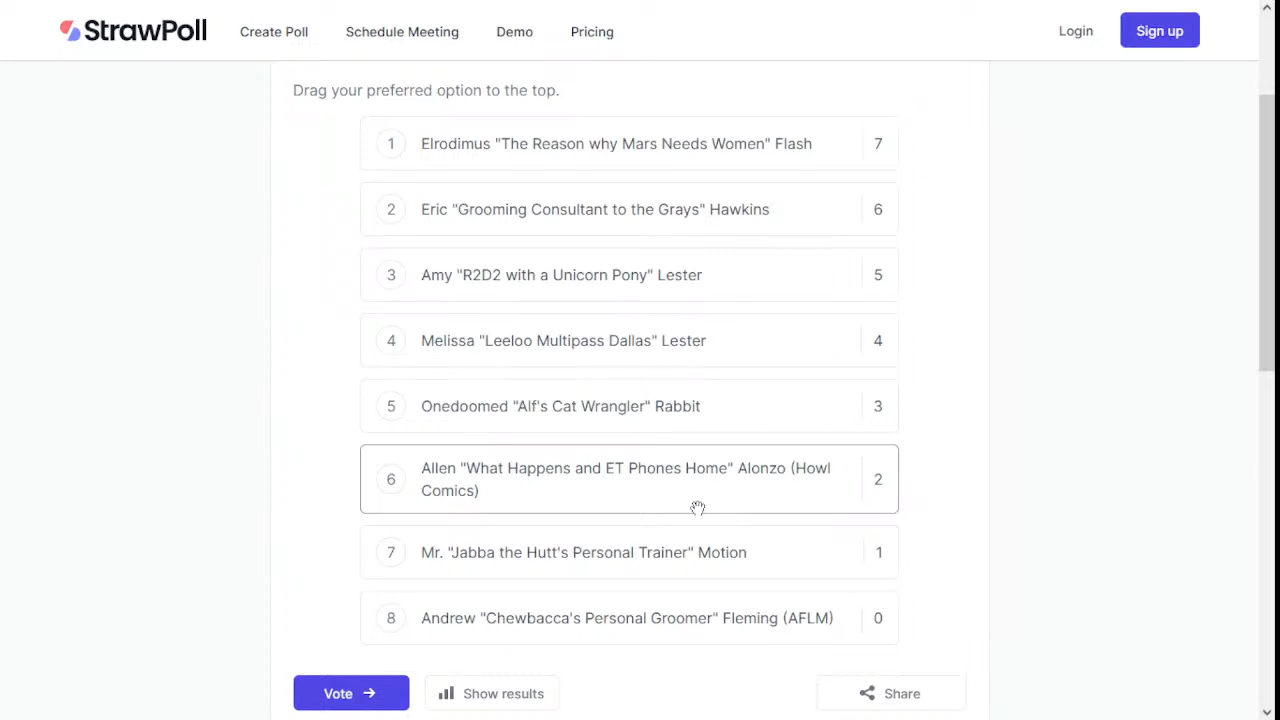 StrawPoll
Create Poll
Schedule Meeting
Demo
Pricing
Login
Sign up
Drag your preferred option to the top.
1 Elrodimus "The Reason why Mars Needs Women" Flash 7
2 Eric "Grooming Consultant to the Grays" Hawkins 6
3 Amy "R2D2 with a Unicorn Pony" Lester 5
4 Melissa "Leeloo Multipass Dallas" Lester 4
5 Onedoomed "Alf's Cat Wrangler" Rabbit 3
6 Allen "What Happens and ET Phones Home" Alonzo (Howl
Comics) 2
7 Mr. "Jabba the Hutt's Personal Trainer" Motion 1
8 Andrew "Chewbacca's Personal Groomer" Fleming (AFLM) 0
Vote
Show results
Share